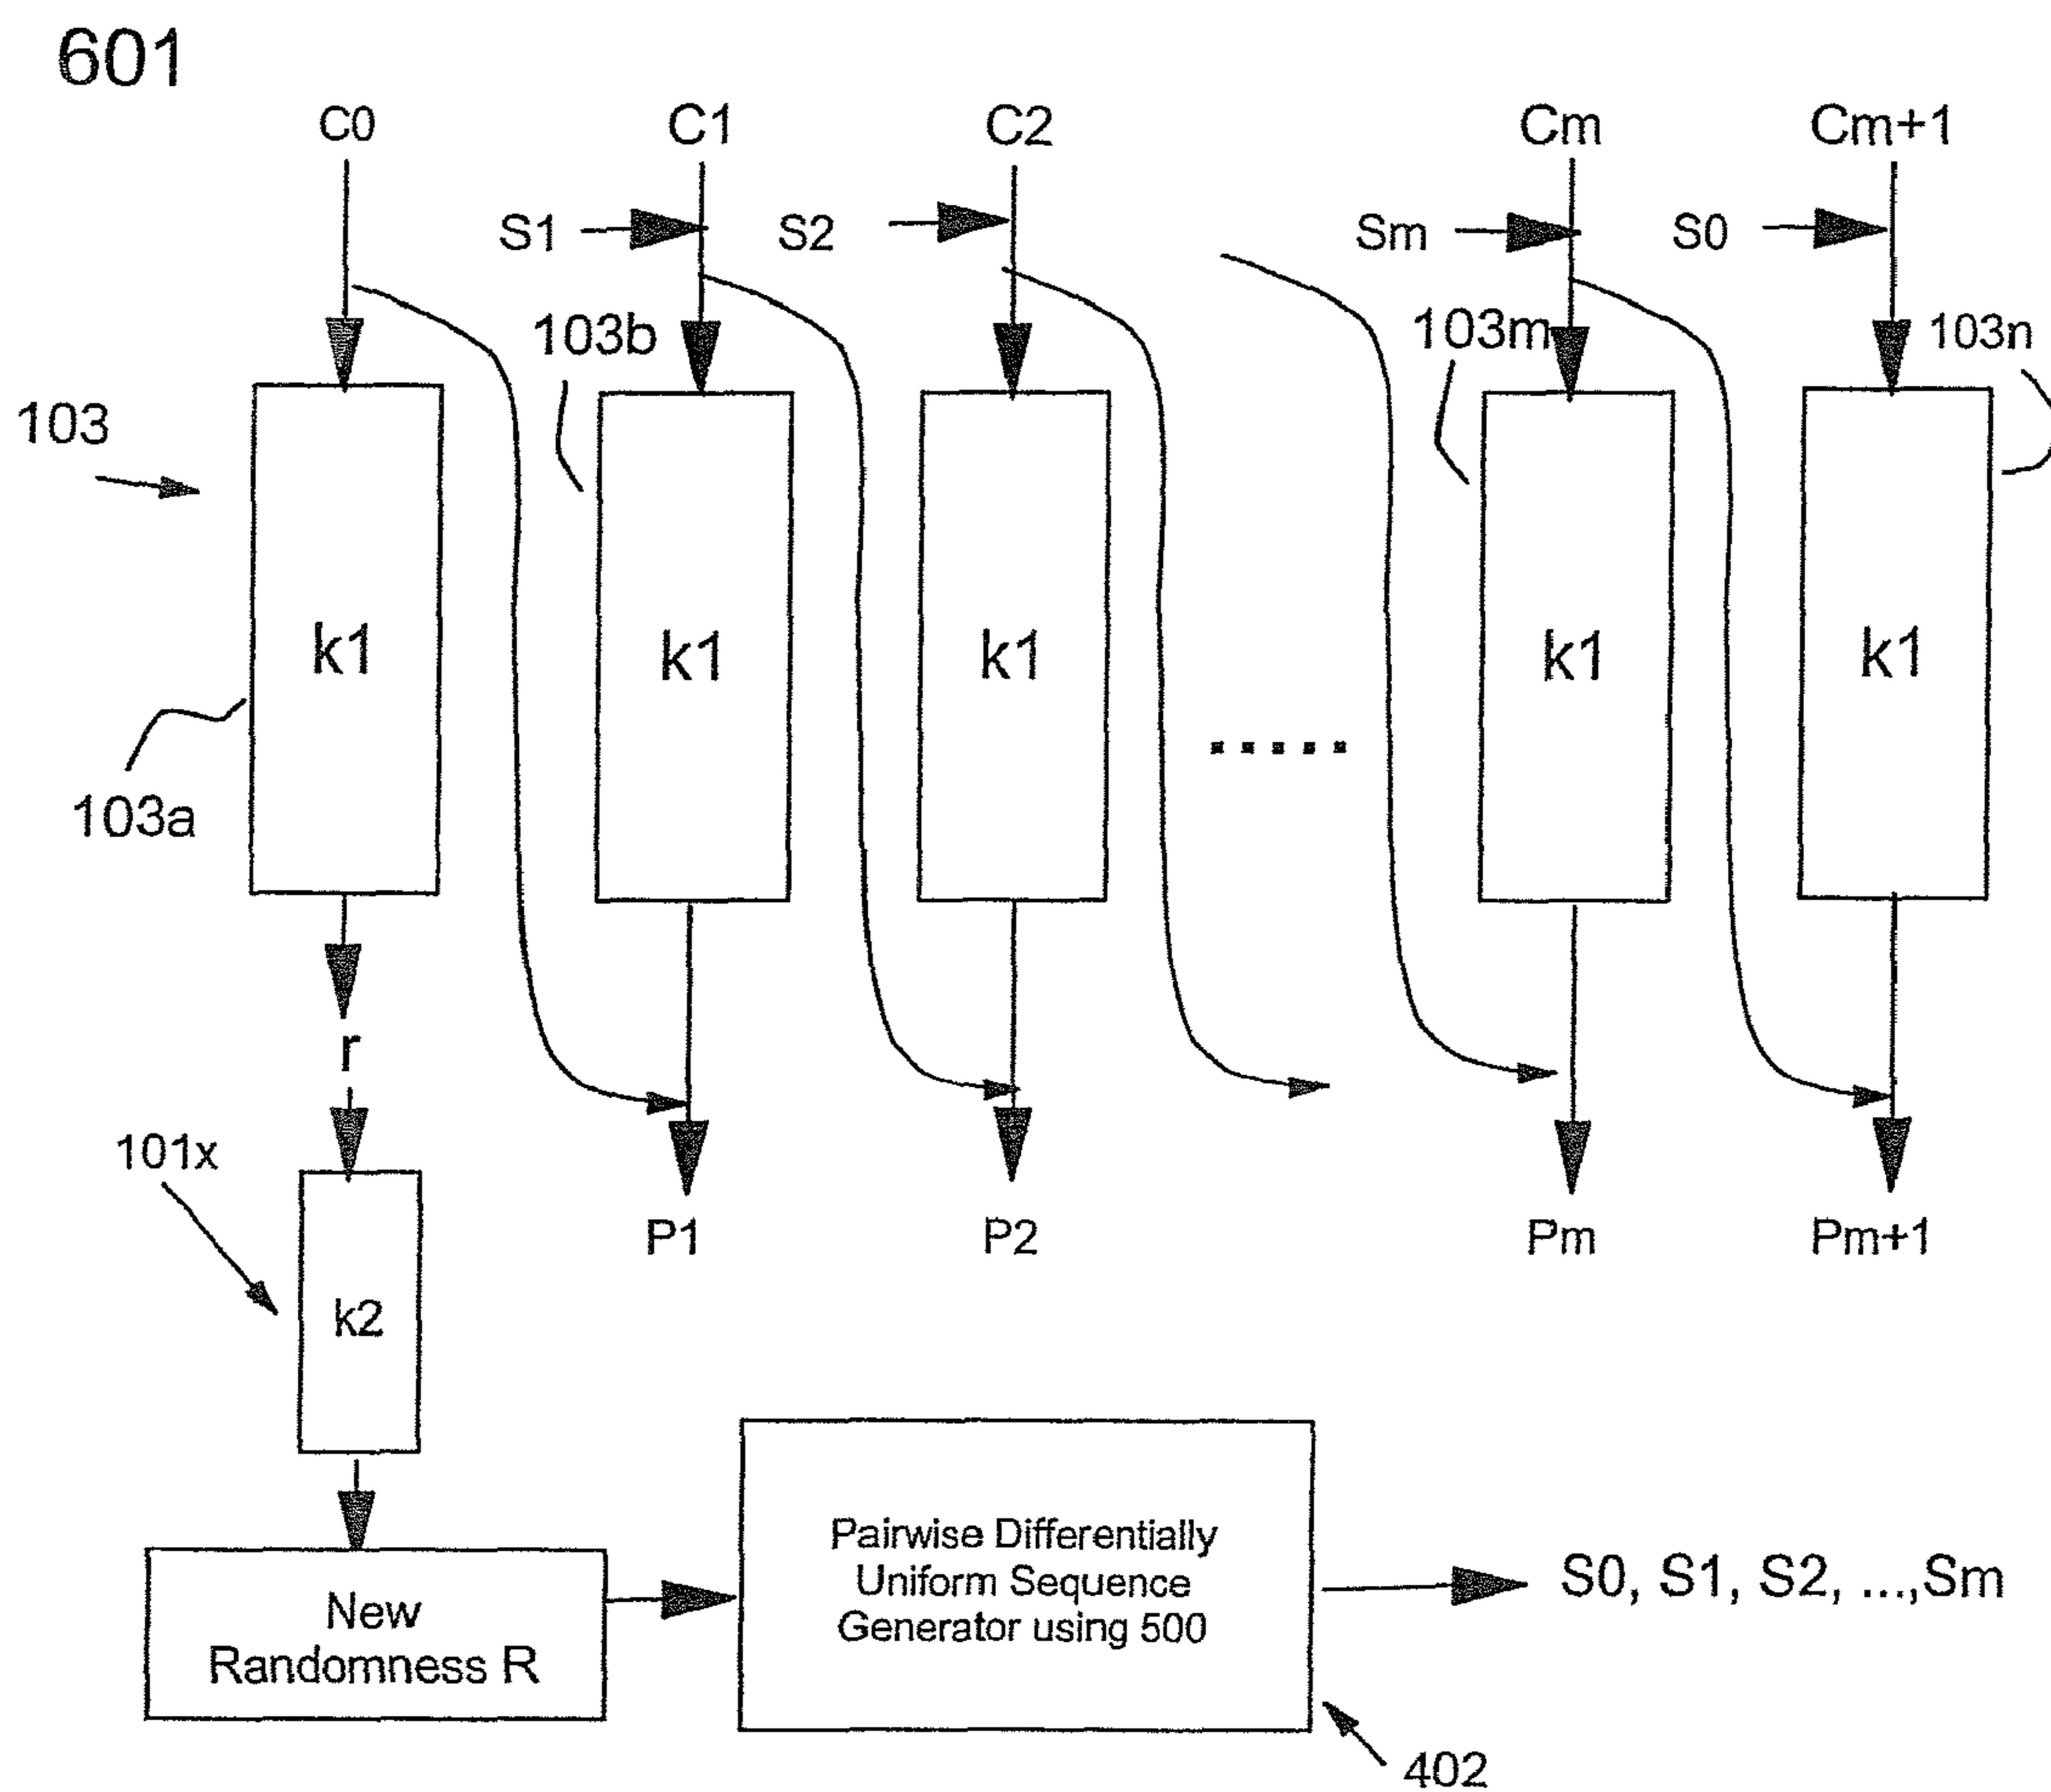 601
C0 C1 C2 Cm Cm+1
S1 S2 Sm S0
103b 103m 103n
103
k1 k1 k1 k1 k1
.....
103a
r
101x
P1 P2 Pm Pm+1
k2
Pairwise Differentially
Uniform Sequence
Generator using 500
S0, S1, S2, ...,Sm
New
Randomness R
402